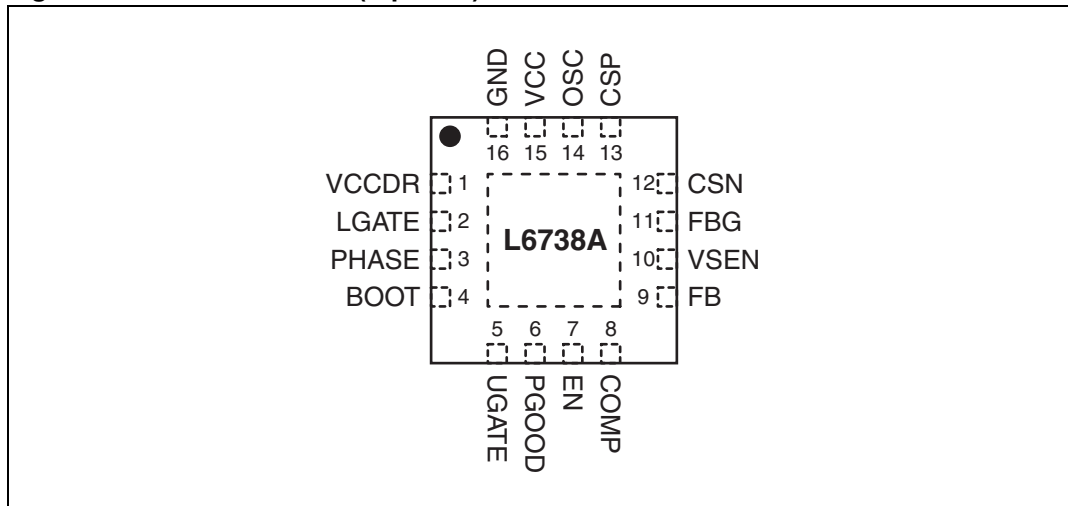 GND VCC OSC CSP
16 15 14 13
VCCDR 1 12 CSN
LGATE 2 11 FBG
L6738A
PHASE 3 10 VSEN
BOOT 4 9 FB
5 6 7 8
UGATE PGOOD EN COMP